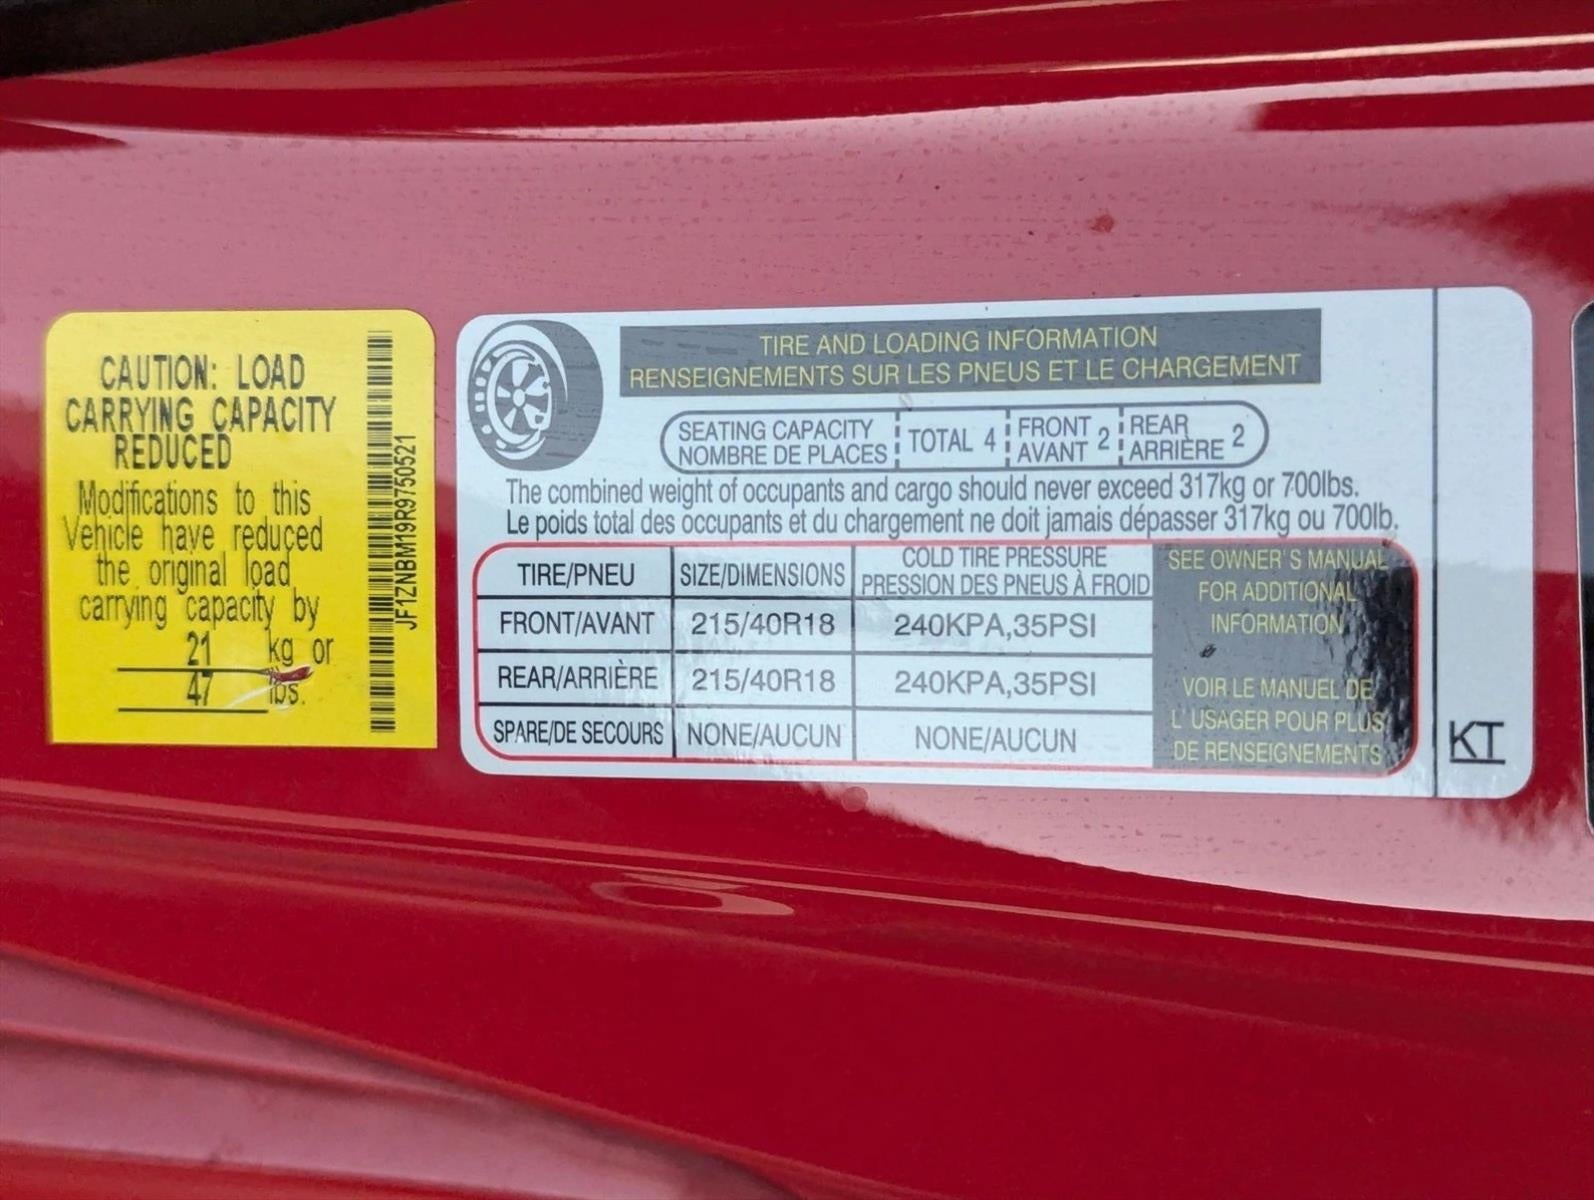 CAUTION: LOAD
CARRYING CAPACITY
REDUCED
Modifications to this
Vehicle have reduced
the original load
carrying capacity by
21 kg or
47 lbs.
JF1ZNBM19R9750521
TIRE AND LOADING INFORMATION
RENSEIGNEMENTS SUR LES PNEUS ET LE CHARGEMENT
SEATING CAPACITY
NOMBRE DE PLACES
TOTAL 4
FRONT
AVANT 2
REAR
ARRIÈRE 2
The combined weight of occupants and cargo should never exceed 317kg or 700lbs.
Le poids total des occupants et du chargement ne doit jamais dépasser 317kg ou 700lb.
TIRE/PNEU
SIZE/DIMENSIONS
COLD TIRE PRESSURE
PRESSION DES PNEUS À FROID
FRONT/AVANT 215/40R18 240KPA,35PSI
REAR/ARRIÈRE 215/40R18 240KPA,35PSI
SPARE/DE SECOURS NONE/AUCUN NONE/AUCUN
SEE OWNER'S MANUAL
FOR ADDITIONAL
INFORMATION
VOIR LE MANUEL DE
L' USAGER POUR PLUS
DE RENSEIGNEMENTS
KT